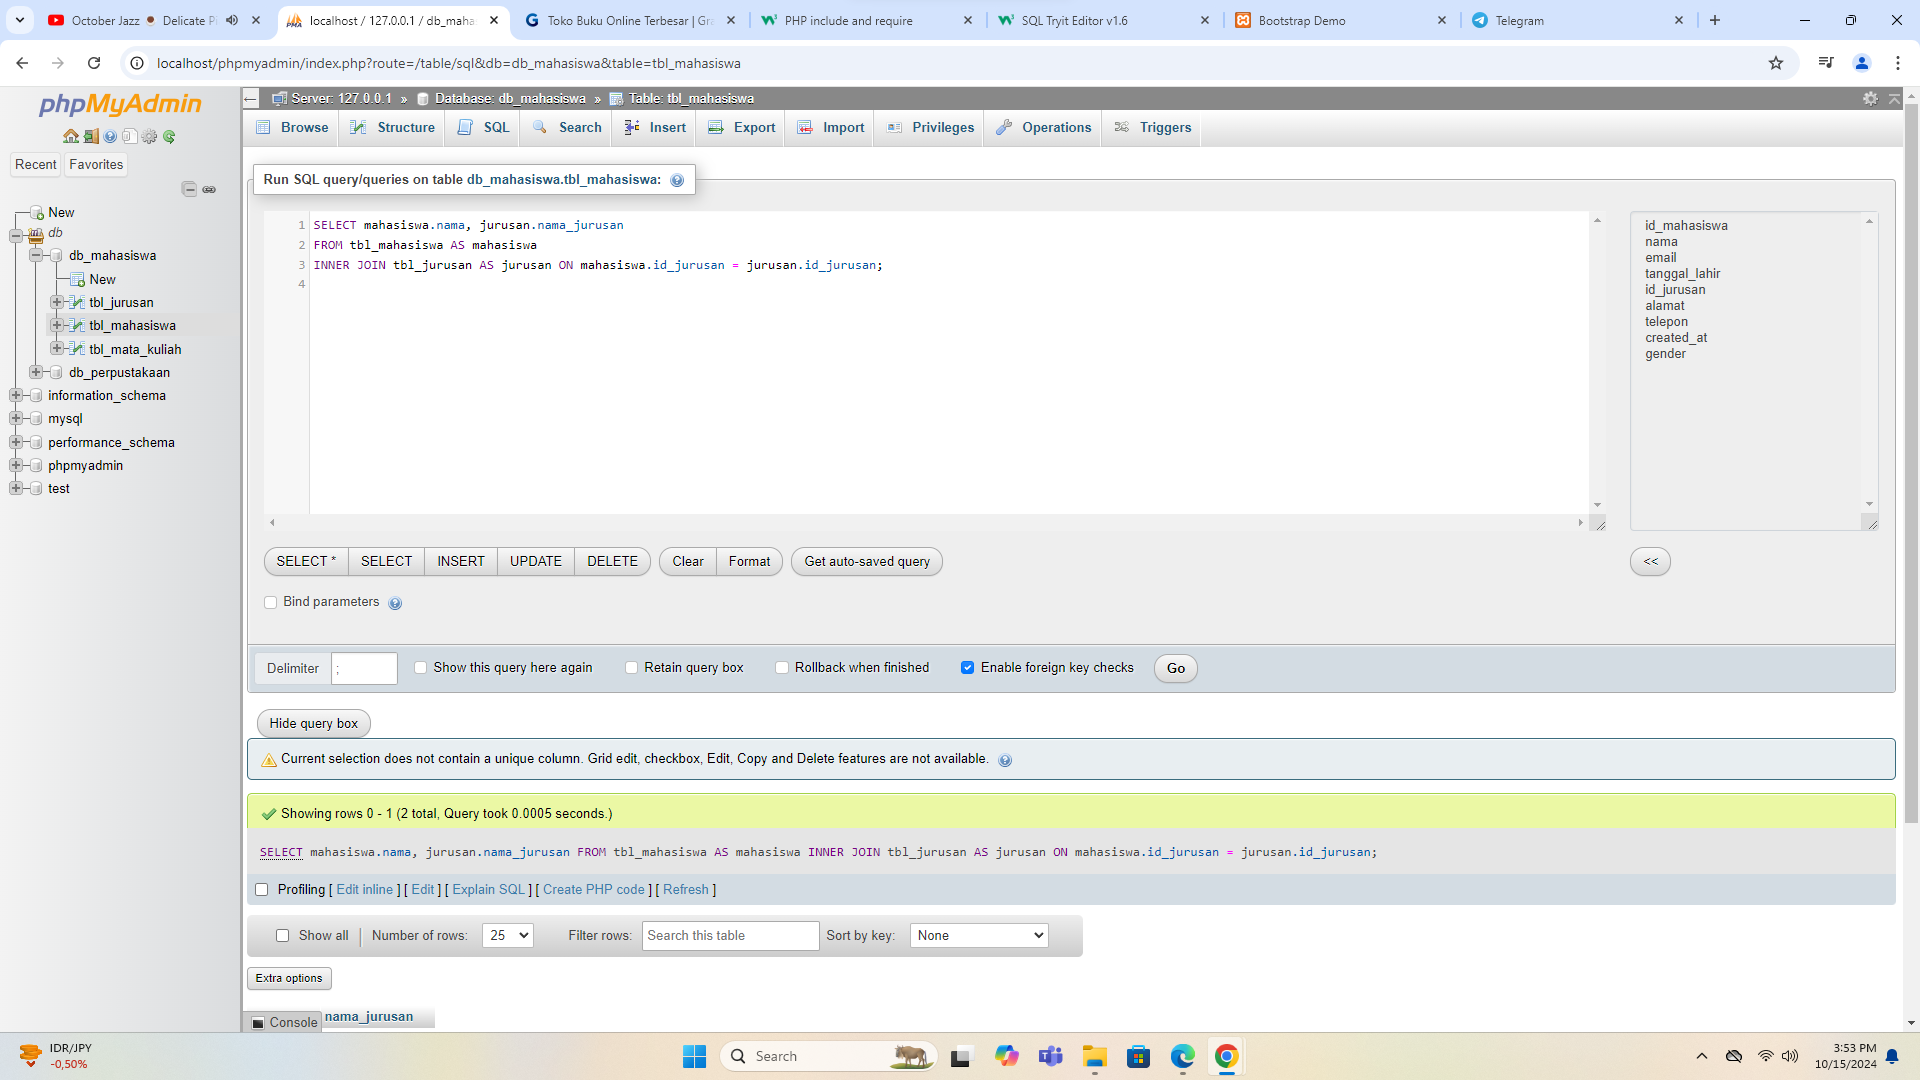 October Jazz ☕ Delicate Pi
localhost / 127.0.0.1 / db_mahas
Toko Buku Online Terbesar | Gra
PHP include and require
SQL Tryit Editor v1.6
Bootstrap Demo
Telegram
localhost/phpmyadmin/index.php?route=/table/sql&db=db_mahasiswa&table=tbl_mahasiswa
phpMyAdmin
Recent
Favorites
New
db
db_mahasiswa
New
tbl_jurusan
tbl_mahasiswa
tbl_mata_kuliah
db_perpustakaan
information_schema
mysql
performance_schema
phpmyadmin
test
Server: 127.0.0.1 » Database: db_mahasiswa » Table: tbl_mahasiswa
Browse
Structure
SQL
Search
Insert
Export
Import
Privileges
Operations
Triggers
Run SQL query/queries on table db_mahasiswa.tbl_mahasiswa:
1 SELECT mahasiswa.nama, jurusan.nama_jurusan
2 FROM tbl_mahasiswa AS mahasiswa
3 INNER JOIN tbl_jurusan AS jurusan ON mahasiswa.id_jurusan = jurusan.id_jurusan;
4
id_mahasiswa
nama
email
tanggal_lahir
id_jurusan
alamat
telepon
created_at
gender
SELECT *
SELECT
INSERT
UPDATE
DELETE
Clear
Format
Get auto-saved query
<<
Bind parameters
Delimiter
;
Show this query here again
Retain query box
Rollback when finished
Enable foreign key checks
Go
Hide query box
Current selection does not contain a unique column. Grid edit, checkbox, Edit, Copy and Delete features are not available.
Showing rows 0 - 1 (2 total, Query took 0.0005 seconds.)
SELECT mahasiswa.nama, jurusan.nama_jurusan FROM tbl_mahasiswa AS mahasiswa INNER JOIN tbl_jurusan AS jurusan ON mahasiswa.id_jurusan = jurusan.id_jurusan;
Profiling [ Edit inline ] [ Edit ] [ Explain SQL ] [ Create PHP code ] [ Refresh ]
Show all
Number of rows:
25
Filter rows:
Search this table
Sort by key:
None
Extra options
nama_jurusan
Console
IDR/JPY
-0,50%
Search
3:53 PM
10/15/2024